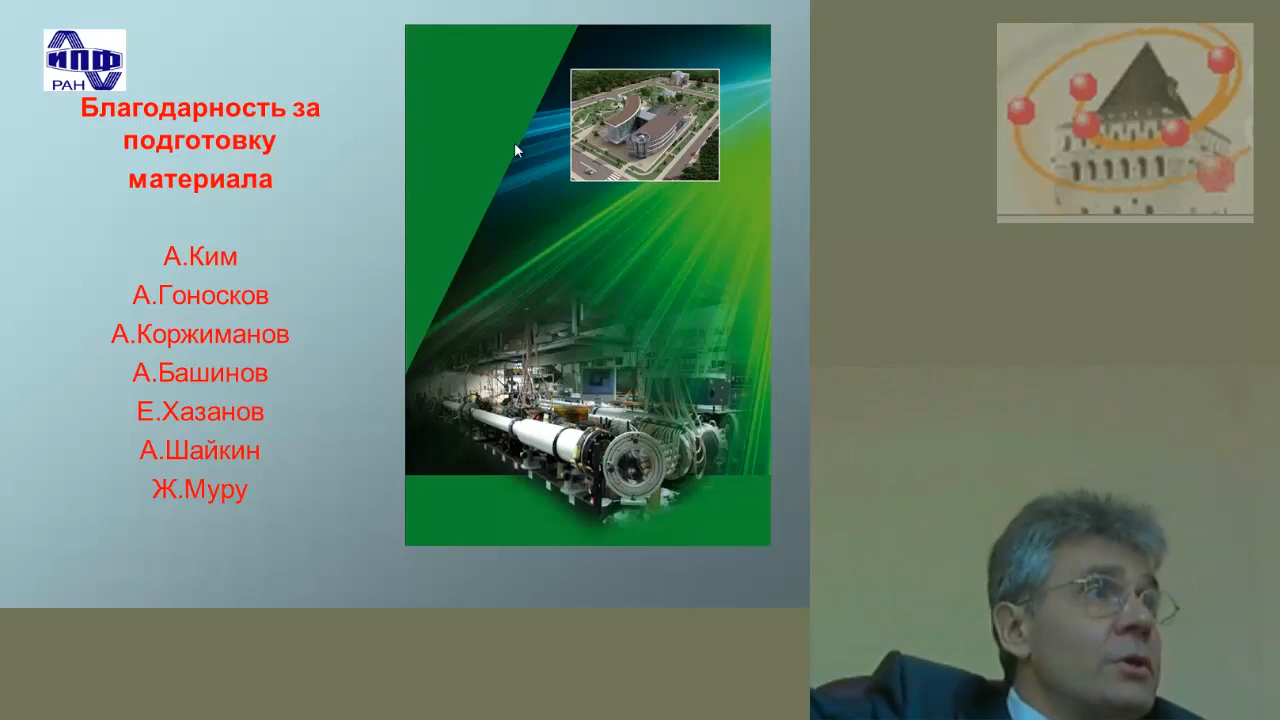 ИПФ
РАН
Благодарность за
подготовку
материала
А.Ким
А.Гоносков
А.Коржиманов
А.Башинов
Е.Хазанов
А.Шайкин
Ж.Муру